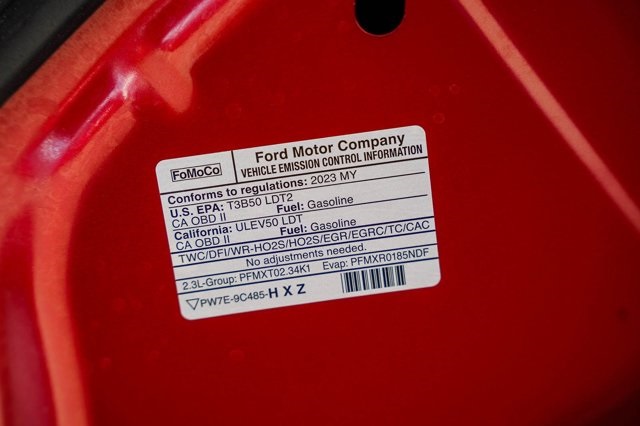 FoMoCo
Ford Motor Company
VEHICLE EMISSION CONTROL INFORMATION
Conforms to regulations: 2023 MY
U.S. EPA: T3B50 LDT2
CA OBD II Fuel: Gasoline
California: ULEV50 LDT
CA OBD II Fuel: Gasoline
TWC/DFI/WR-HO2S/HO2S/EGR/EGRC/TC/CAC
No adjustments needed.
2.3L-Group: PFMXT02.34K1 Evap: PFMXR0185NDF
PW7E-9C485-H X Z